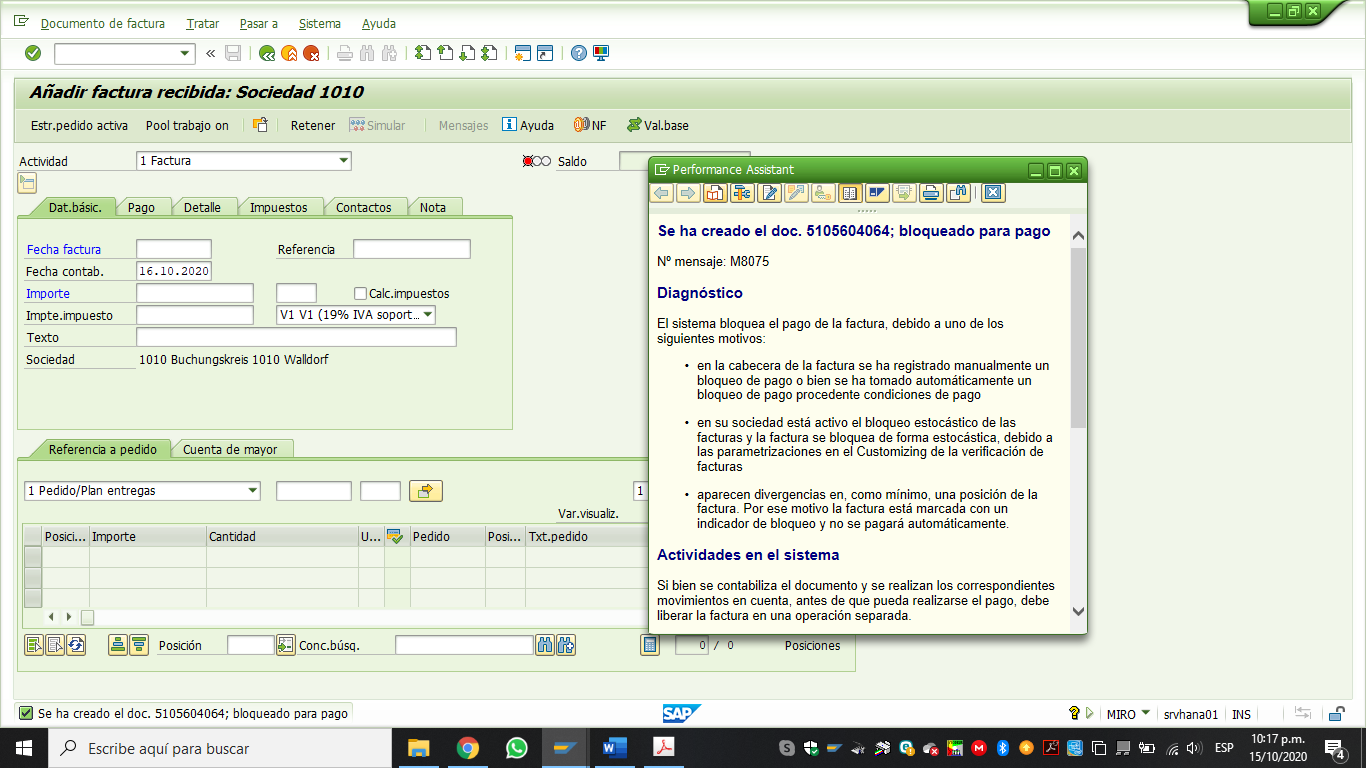 Documento de factura Tratar Pasar a Sistema Ayuda
Añadir factura recibida: Sociedad 1010
Estr.pedido activa Pool trabajo on Retener Simular Mensajes Ayuda NF Val.base
Actividad 1 Factura Saldo
Dat.básic. Pago Detalle Impuestos Contactos Nota
Fecha factura Referencia
Fecha contab. 16.10.2020
Importe Calc.impuestos
Impte.impuesto V1 V1 (19% IVA soport...
Texto
Sociedad 1010 Buchungskreis 1010 Walldorf
Referencia a pedido Cuenta de mayor
1 Pedido/Plan entregas 1
Var.visualiz.
Posici... Importe Cantidad U... Pedido Posi... Txt.pedido
Posición Conc.búsq. 0 / 0 Posiciones
Performance Assistant
Se ha creado el doc. 5105604064; bloqueado para pago
Nº mensaje: M8075
Diagnóstico
El sistema bloquea el pago de la factura, debido a uno de los
siguientes motivos:
• en la cabecera de la factura se ha registrado manualmente un
bloqueo de pago o bien se ha tomado automáticamente un
bloqueo de pago procedente condiciones de pago
• en su sociedad está activo el bloqueo estocástico de las
facturas y la factura se bloquea de forma estocástica, debido a
las parametrizaciones en el Customizing de la verificación de
facturas
• aparecen divergencias en, como mínimo, una posición de la
factura. Por ese motivo la factura está marcada con un
indicador de bloqueo y no se pagará automáticamente.
Actividades en el sistema
Si bien se contabiliza el documento y se realizan los correspondientes
movimientos en cuenta, antes de que pueda realizarse el pago, debe
liberar la factura en una operación separada.
Se ha creado el doc. 5105604064; bloqueado para pago SAP MIRO srvhana01 INS
Escribe aquí para buscar ESP 10:17 p.m.
15/10/2020 4